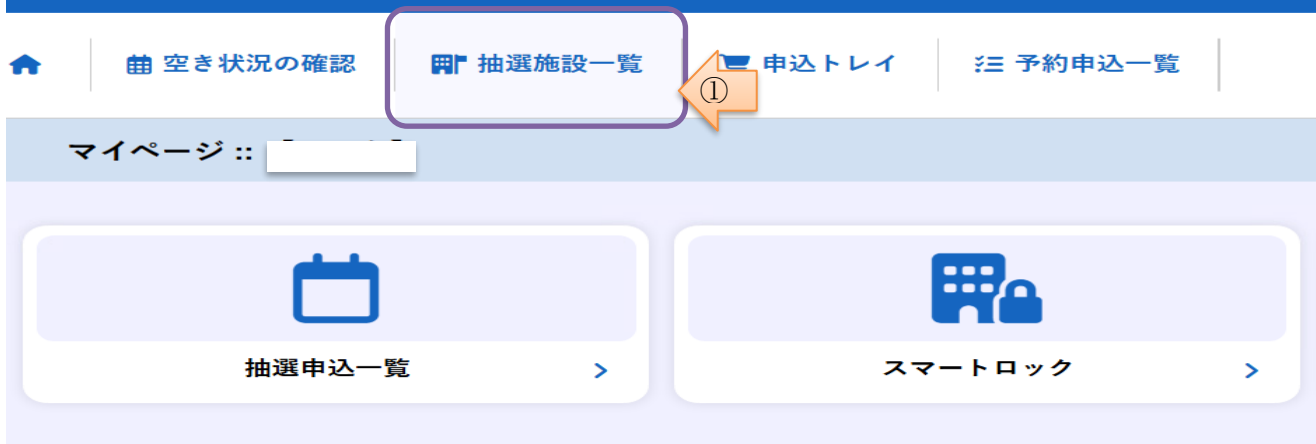 空き状況の確認 抽選施設一覧 申込トレイ 予約申込一覧
①
マイページ ::
抽選申込一覧 >
スマートロック >